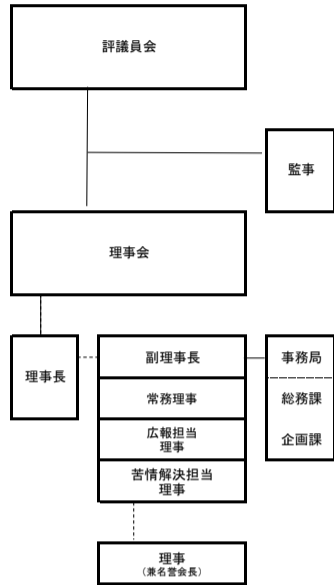 評議員会
監事
理事会
理事長
副理事長
事務局
常務理事
総務課
広報担当
理事
企画課
苦情解決担当
理事
理事
(兼名誉会長)